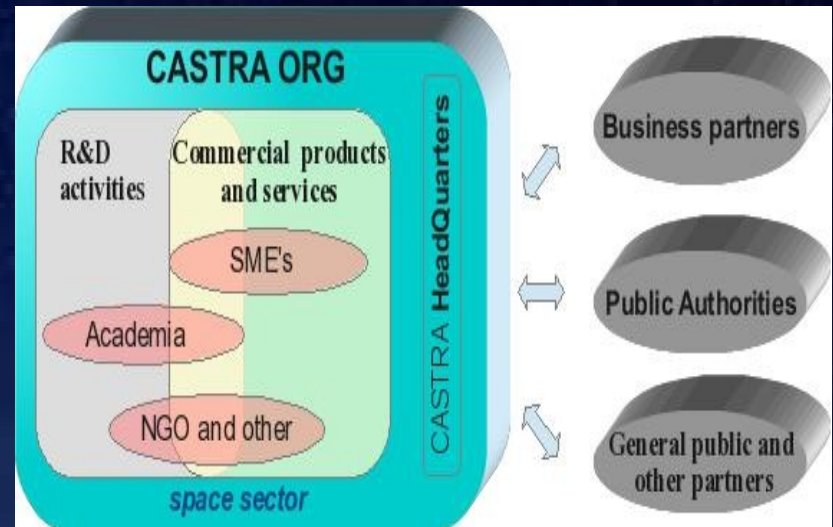 CASTRA ORG
R&D
activities
Commercial products
and services
SME's
Academia
NGO and other
space sector
CASTRA HeadQuarters
Business partners
Public Authorities
General public and
other partners